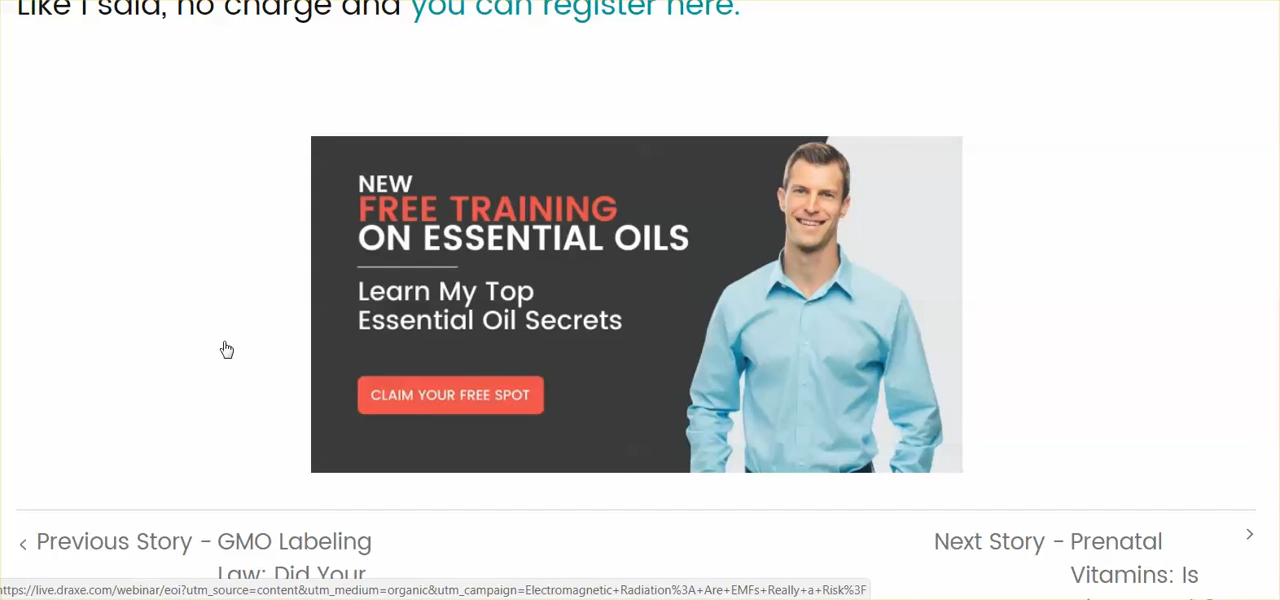 Like I said, no charge and you can register here.
NEW
FREE TRAINING
ON ESSENTIAL OILS
Learn My Top
Essential Oil Secrets
CLAIM YOUR FREE SPOT
‹ Previous Story - GMO Labeling
Law: Did Your
Next Story - Prenatal ›
Vitamins: Is
https://live.draxe.com/webinar/eoi?utm_source=content&utm_medium=organic&utm_campaign=Electromagnetic+Radiation%3A+Are+EMFs+Really+a+Risk%3F